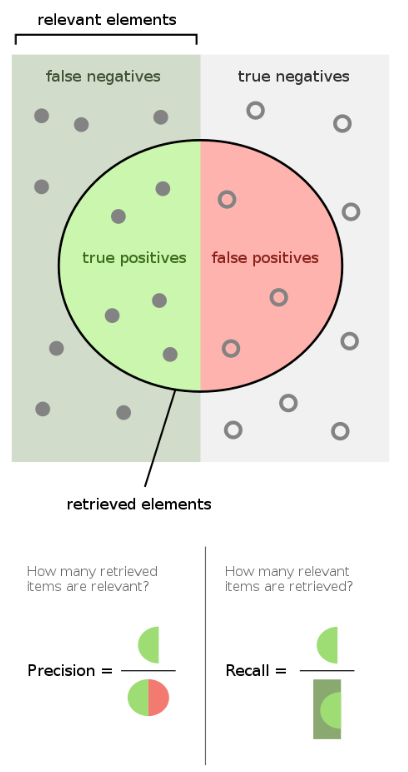 relevant elements
false negatives
true negatives
true positives
false positives
retrieved elements
How many retrieved
items are relevant?
How many relevant
items are retrieved?
Precision =
Recall =